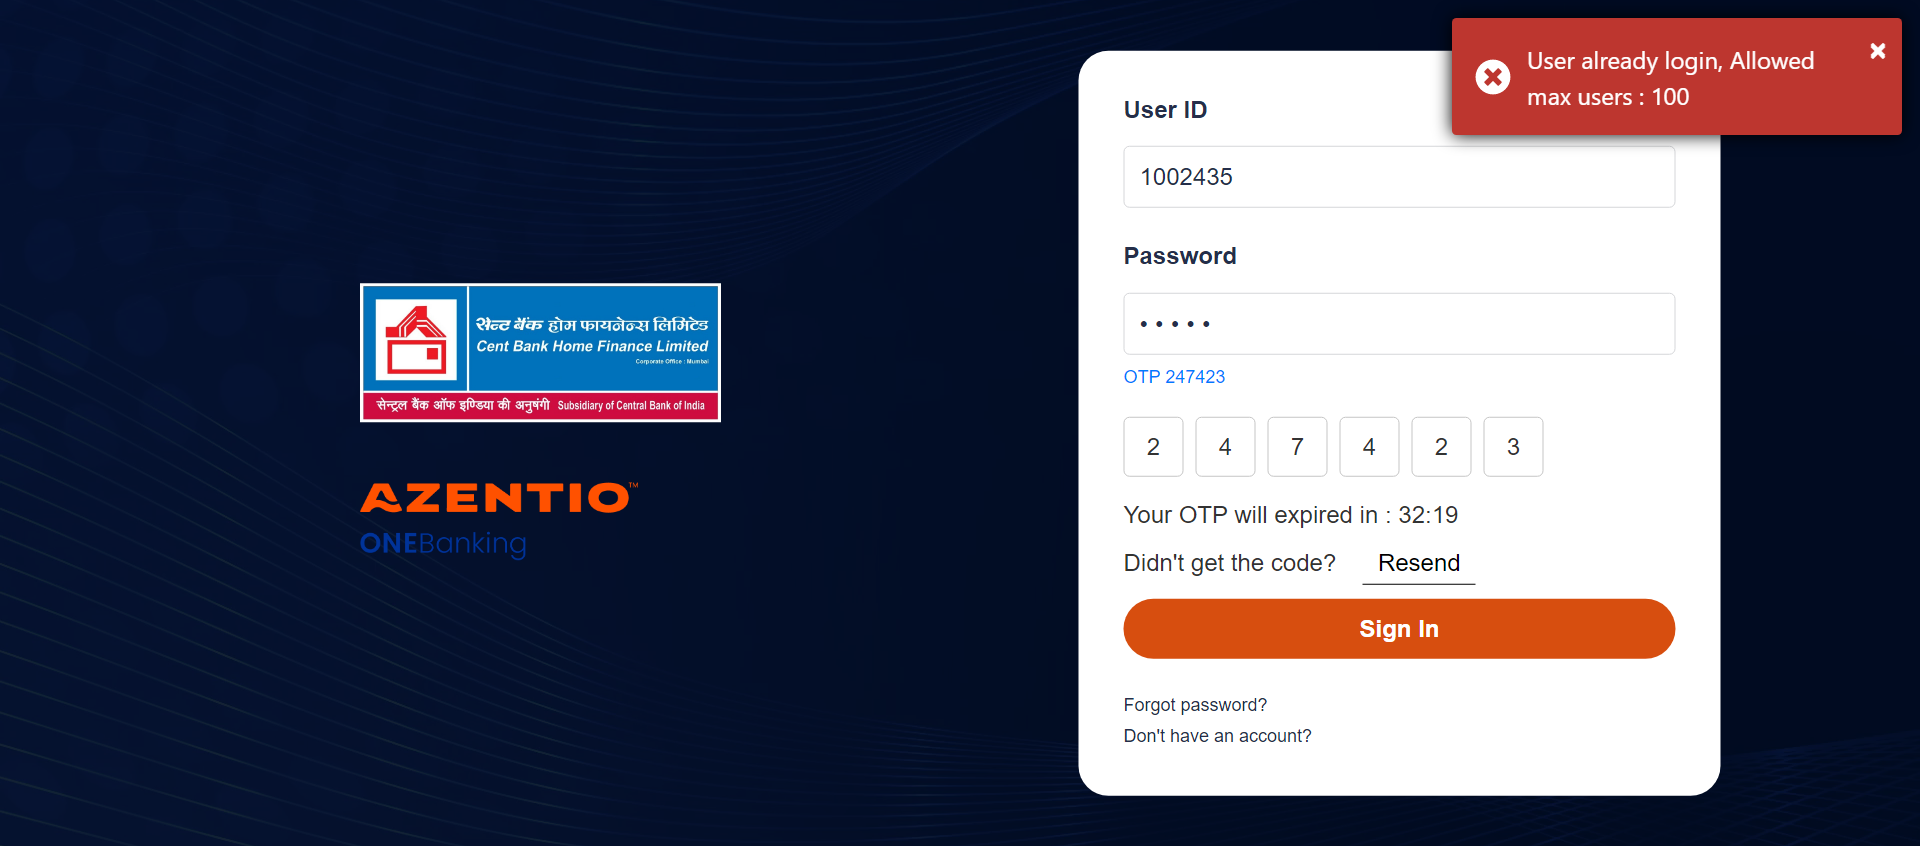 User already login, Allowed
max users : 100
User ID
1002435
Password
OTP 247423
2 4 7 4 2 3
Your OTP will expired in : 32:19
Didn't get the code? Resend
Sign In
Forgot password?
Don't have an account?
सेन्ट बैंक होम फायनेन्स लिमिटेड
Cent Bank Home Finance Limited
Corporate Office : Mumbai
सेन्ट्रल बैंक ऑफ इण्डिया की अनुषंगी Subsidiary of Central Bank of India
AZENTIO™
ONEBanking